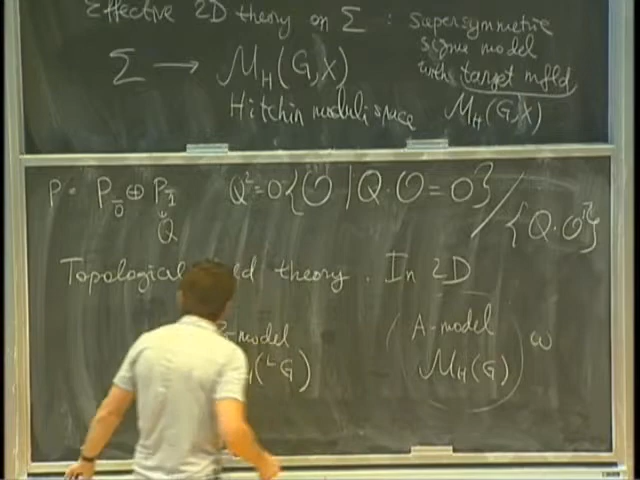 Effective 2D theory on Σ : supersymmetric
sigma model
with target mfld
M_H(G,X)
Σ → M_H(G,X)
Hitchin moduli space
P = P_0̄ ⊕ P_1̄
Q
Q²=0 {O | Q·O = 0} / {Q·O'}
Topological field theory. In 2D
B-model
(ᴸG)
(A-model
M_H(G)) ω